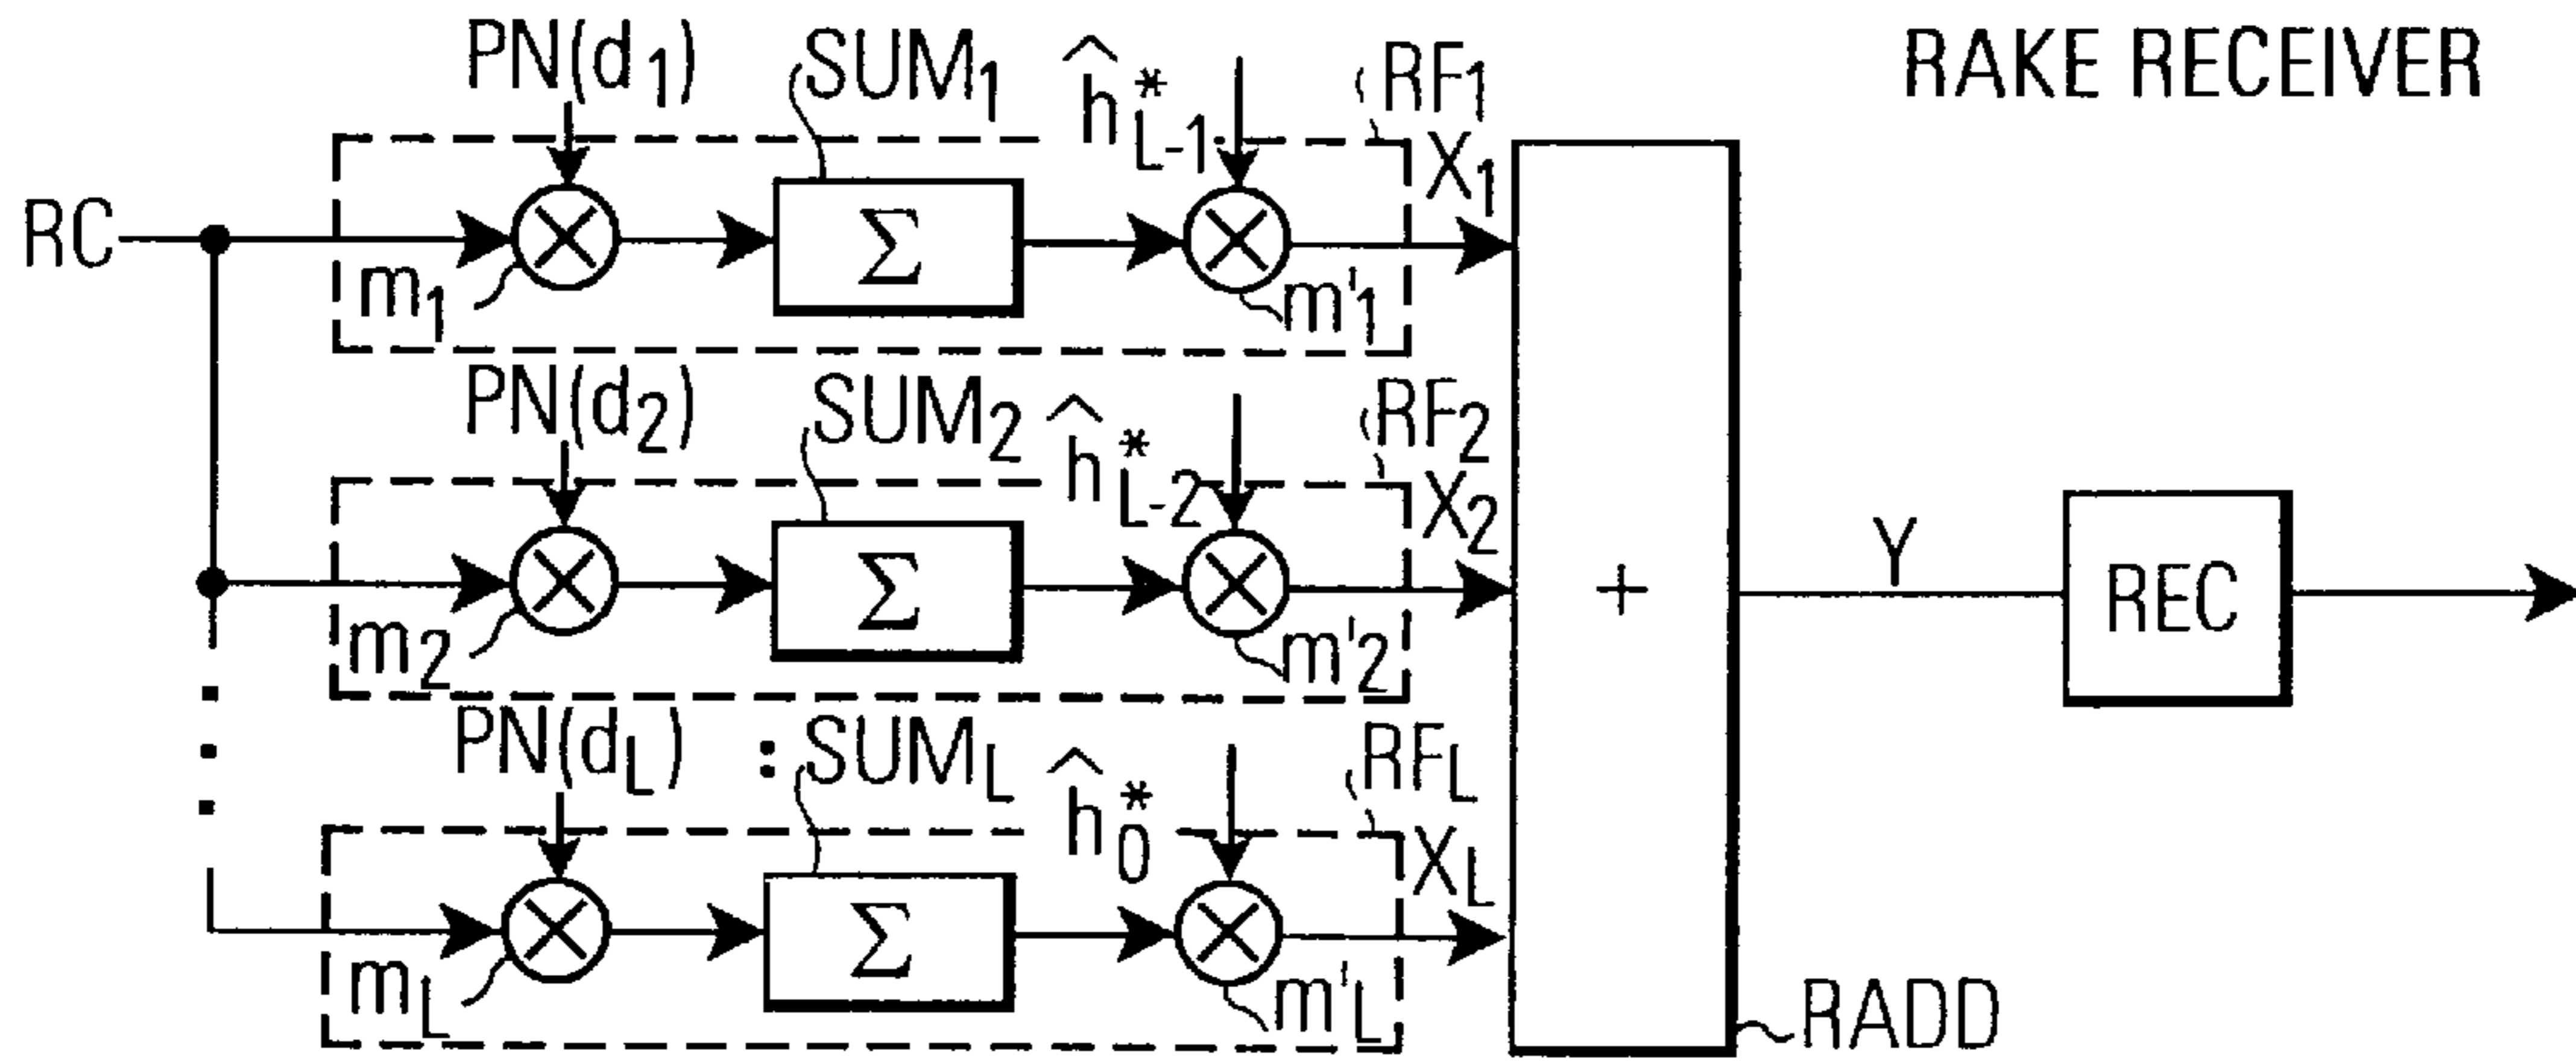 RAKE RECEIVER
PN(d1) SUM1 ĥ*L-1 RF1
RC m1 Σ m'1 X1
PN(d2) SUM2 ĥ*L-2 RF2
m2 Σ m'2 X2
+ Y REC
PN(dL) : SUML ĥ*0 RFL
mL Σ m'L XL
RADD